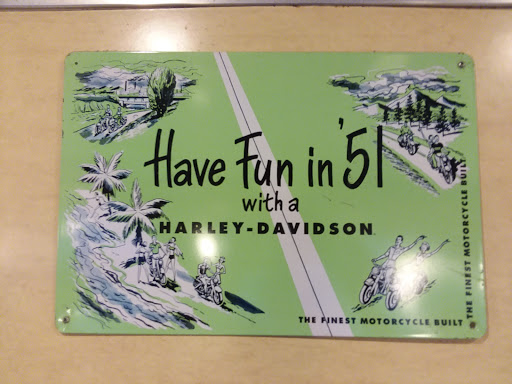 Have Fun in '51
with a
HARLEY-DAVIDSON
THE FINEST MOTORCYCLE BUILT
THE FINEST MOTORCYCLE BUILT